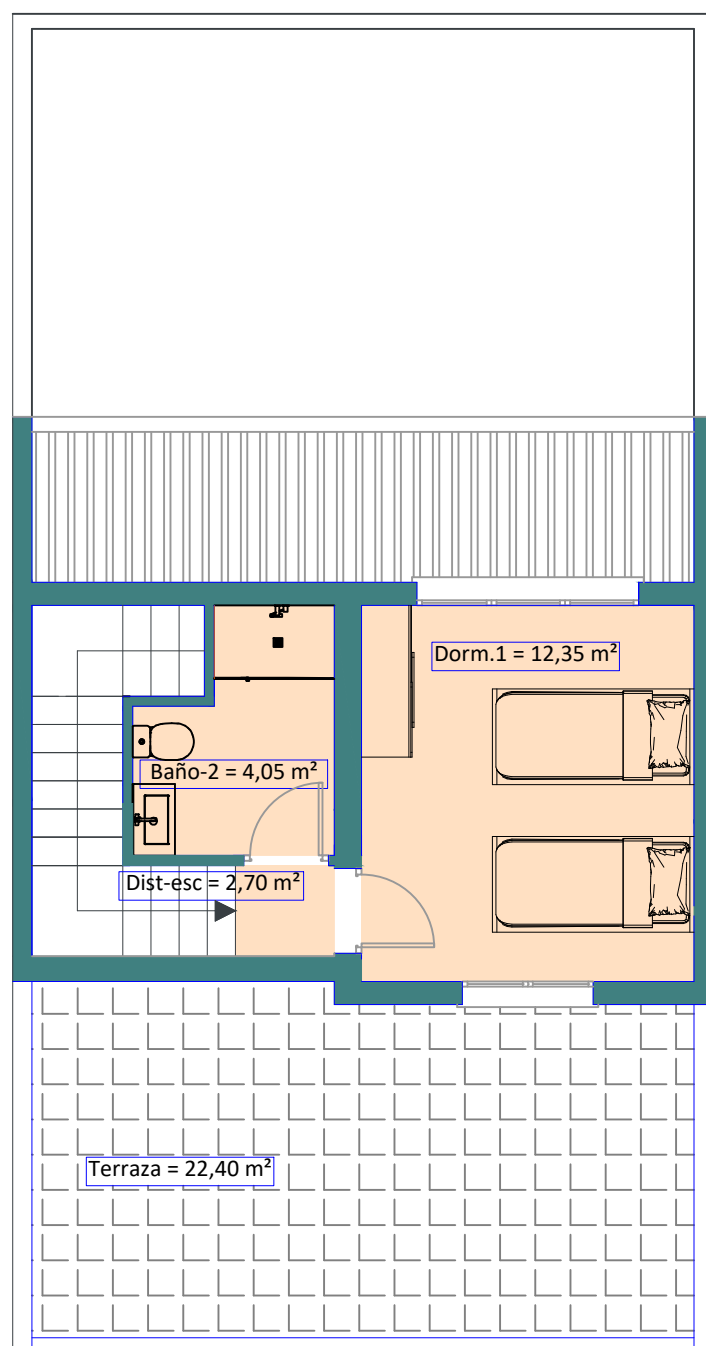 Dorm.1 = 12,35 m²
Baño-2 = 4,05 m²
Dist-esc = 2,70 m²
Terraza = 22,40 m²